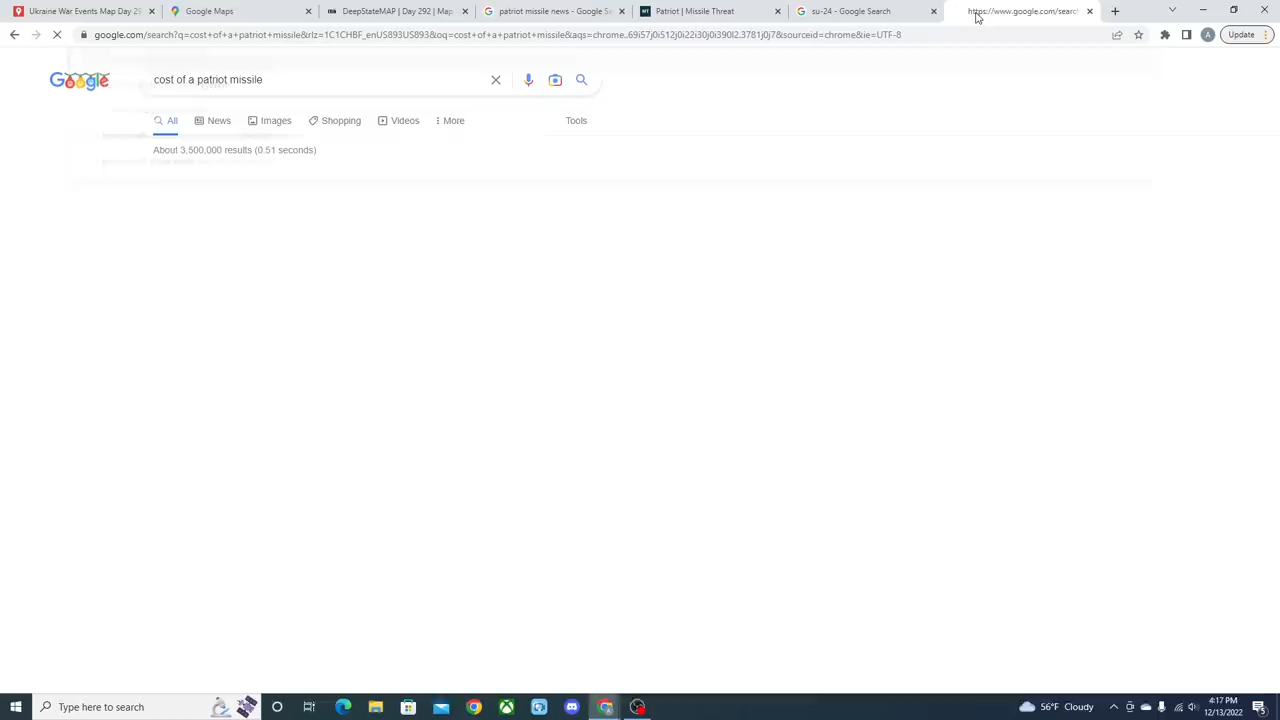 Ukraine War Events Map Day 29
Google Maps
DeepStateMAP | Day 292 | Map
patriot missile news - Google Se
Patriot | Missile Threat
su-24 - Google Search
https://www.google.com/search
google.com/search?q=cost+of+a+patriot+missile&rlz=1C1CHBF_enUS893US893&oq=cost+of+a+patriot+missile&aqs=chrome..69i57j0i512j0i22i30j0i390l2.3781j0j7&sourceid=chrome&ie=UTF-8
Update
Google
cost of a patriot missile
All
News
Images
Shopping
Videos
More
Tools
About 3,500,000 results (0.51 seconds)
Type here to search
56°F Cloudy
4:17 PM
12/13/2022